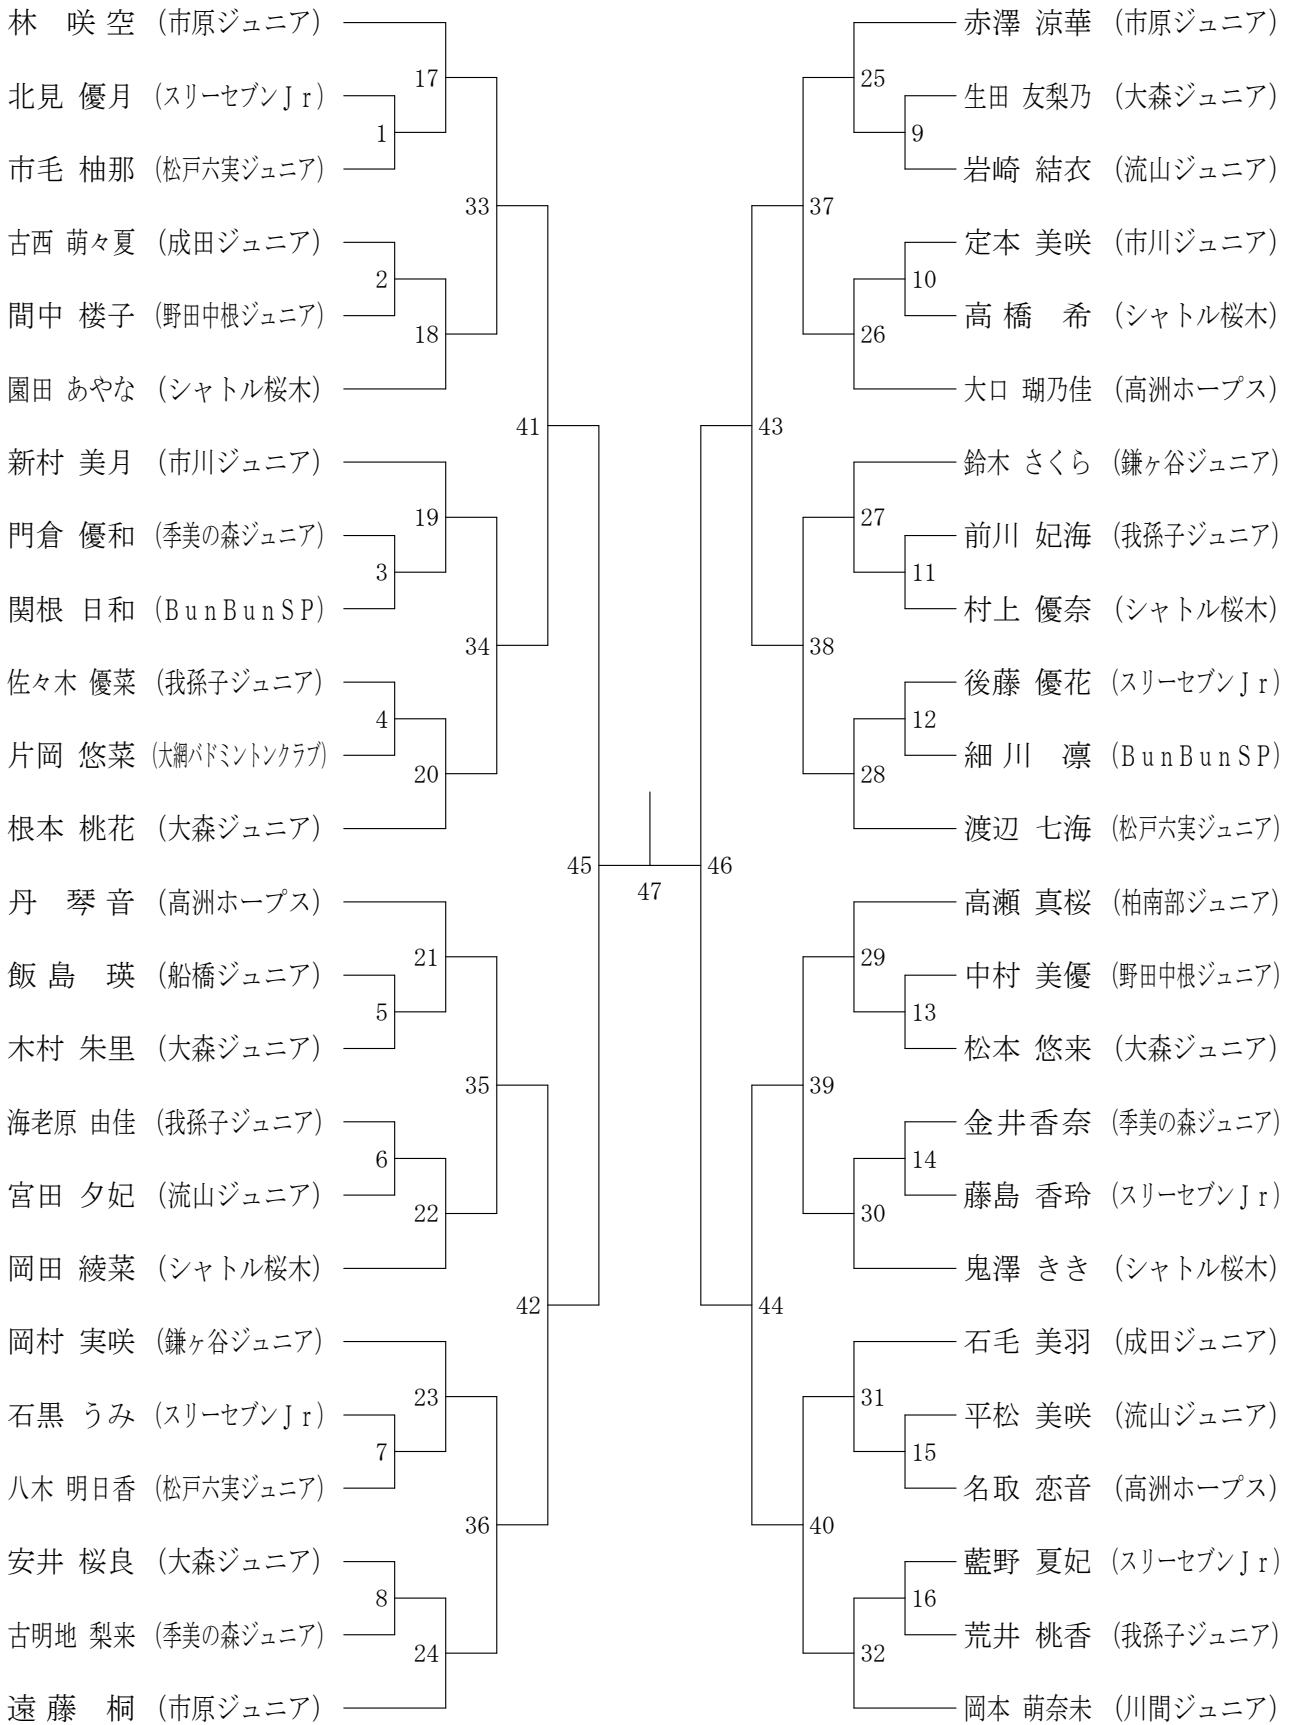 林 咲空 (市原ジュニア)
17
北見 優月 (スリーセブンJr)
1
市毛 柚那 (松戸六実ジュニア)
33
古西 萌々夏 (成田ジュニア)
2
間中 楼子 (野田中根ジュニア)
18
園田 あやな (シャトル桜木)
41
新村 美月 (市川ジュニア)
19
門倉 優和 (季美の森ジュニア)
3
関根 日和 (BunBunSP)
34
佐々木 優菜 (我孫子ジュニア)
4
片岡 悠菜 (大網バドミントンクラブ)
20
根本 桃花 (大森ジュニア)
45
丹 琴音 (高洲ホープス)
21
飯島 瑛 (船橋ジュニア)
5
木村 朱里 (大森ジュニア)
35
海老原 由佳 (我孫子ジュニア)
6
宮田 夕妃 (流山ジュニア)
22
岡田 綾菜 (シャトル桜木)
42
岡村 実咲 (鎌ヶ谷ジュニア)
23
石黒 うみ (スリーセブンJr)
7
八木 明日香 (松戸六実ジュニア)
36
安井 桜良 (大森ジュニア)
8
古明地 梨来 (季美の森ジュニア)
24
遠藤 桐 (市原ジュニア)
47
赤澤 涼華 (市原ジュニア)
25
生田 友梨乃 (大森ジュニア)
9
岩崎 結衣 (流山ジュニア)
37
定本 美咲 (市川ジュニア)
10
高橋 希 (シャトル桜木)
26
大口 瑚乃佳 (高洲ホープス)
43
鈴木 さくら (鎌ヶ谷ジュニア)
27
前川 妃海 (我孫子ジュニア)
11
村上 優奈 (シャトル桜木)
38
後藤 優花 (スリーセブンJr)
12
細川 凛 (BunBunSP)
28
渡辺 七海 (松戸六実ジュニア)
46
高瀬 真桜 (柏南部ジュニア)
29
中村 美優 (野田中根ジュニア)
13
松本 悠来 (大森ジュニア)
39
金井香奈 (季美の森ジュニア)
14
藤島 香玲 (スリーセブンJr)
30
鬼澤 きき (シャトル桜木)
44
石毛 美羽 (成田ジュニア)
31
平松 美咲 (流山ジュニア)
15
名取 恋音 (高洲ホープス)
40
藍野 夏妃 (スリーセブンJr)
16
荒井 桃香 (我孫子ジュニア)
32
岡本 萌奈未 (川間ジュニア)